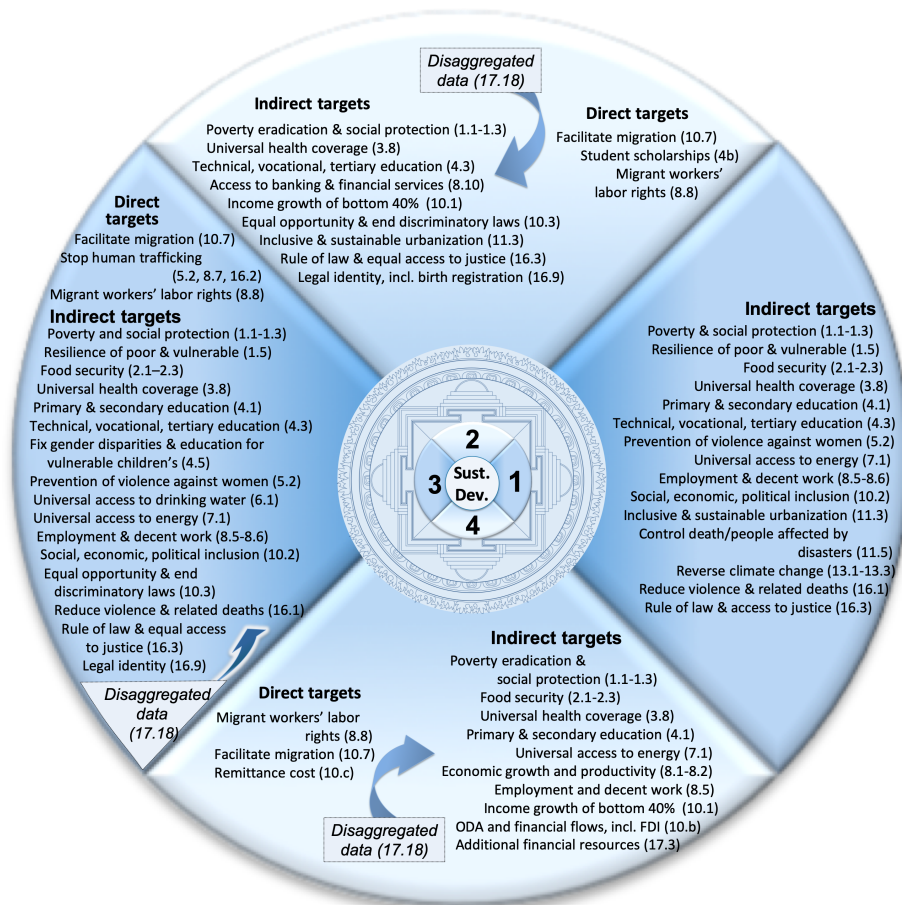 Disaggregated
data (17.18)
Indirect targets
Poverty eradication & social protection (1.1-1.3)
Universal health coverage (3.8)
Technical, vocational, tertiary education (4.3)
Access to banking & financial services (8.10)
Income growth of bottom 40% (10.1)
Equal opportunity & end discriminatory laws (10.3)
Inclusive & sustainable urbanization (11.3)
Rule of law & equal access to justice (16.3)
Legal identity, incl. birth registration (16.9)
Direct targets
Facilitate migration (10.7)
Student scholarships (4b)
Migrant workers’
labor rights (8.8)
Direct
targets
Facilitate migration (10.7)
Stop human trafficking
(5.2, 8.7, 16.2)
Migrant workers’ labor rights (8.8)
Indirect targets
Poverty and social protection (1.1-1.3)
Resilience of poor & vulnerable (1.5)
Food security (2.1–2.3)
Universal health coverage (3.8)
Primary & secondary education (4.1)
Technical, vocational, tertiary education (4.3)
Fix gender disparities & education for
vulnerable children’s (4.5)
Prevention of violence against women (5.2)
Universal access to drinking water (6.1)
Universal access to energy (7.1)
Employment & decent work (8.5-8.6)
Social, economic, political inclusion (10.2)
Equal opportunity & end
discriminatory laws (10.3)
Reduce violence & related deaths (16.1)
Rule of law & equal access
to justice (16.3)
Legal identity (16.9)
Disaggregated
data
(17.18)
2
3
Sust.
Dev.
1
4
Indirect targets
Poverty & social protection (1.1-1.3)
Resilience of poor & vulnerable (1.5)
Food security (2.1-2.3)
Universal health coverage (3.8)
Primary & secondary education (4.1)
Technical, vocational, tertiary education (4.3)
Prevention of violence against women (5.2)
Universal access to energy (7.1)
Employment & decent work (8.5-8.6)
Social, economic, political inclusion (10.2)
Inclusive & sustainable urbanization (11.3)
Control death/people affected by
disasters (11.5)
Reverse climate change (13.1-13.3)
Reduce violence & related deaths (16.1)
Rule of law & access to justice (16.3)
Direct targets
Migrant workers’ labor
rights (8.8)
Facilitate migration (10.7)
Remittance cost (10.c)
Disaggregated
data (17.18)
Indirect targets
Poverty eradication &
social protection (1.1-1.3)
Food security (2.1-2.3)
Universal health coverage (3.8)
Primary & secondary education (4.1)
Universal access to energy (7.1)
Economic growth and productivity (8.1-8.2)
Employment and decent work (8.5)
Income growth of bottom 40% (10.1)
ODA and financial flows, incl. FDI (10.b)
Additional financial resources (17.3)